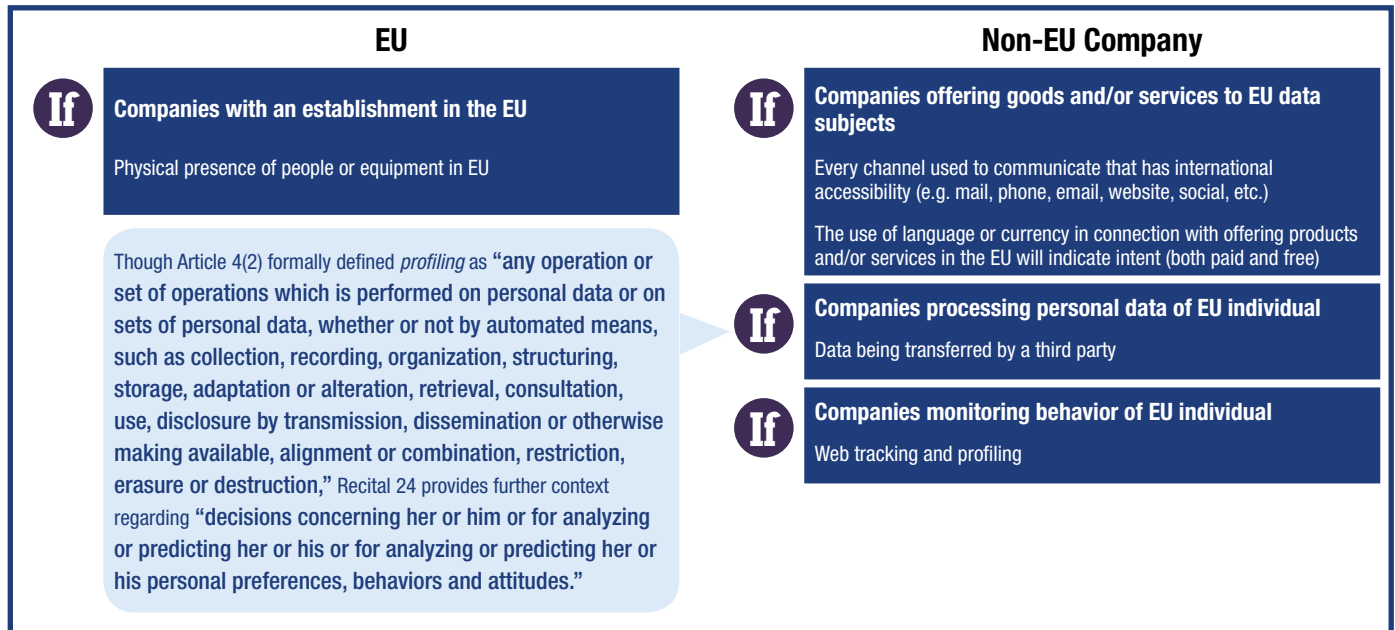 EU
If
Companies with an establishment in the EU
Physical presence of people or equipment in EU
Though Article 4(2) formally defined profiling as “any operation or
set of operations which is performed on personal data or on
sets of personal data, whether or not by automated means,
such as collection, recording, organization, structuring,
storage, adaptation or alteration, retrieval, consultation,
use, disclosure by transmission, dissemination or otherwise
making available, alignment or combination, restriction,
erasure or destruction,” Recital 24 provides further context
regarding “decisions concerning her or him or for analyzing
or predicting her or his or for analyzing or predicting her or
his personal preferences, behaviors and attitudes.”
Non-EU Company
If
Companies offering goods and/or services to EU data
subjects
Every channel used to communicate that has international
accessibility (e.g. mail, phone, email, website, social, etc.)
The use of language or currency in connection with offering products
and/or services in the EU will indicate intent (both paid and free)
If
Companies processing personal data of EU individual
Data being transferred by a third party
If
Companies monitoring behavior of EU individual
Web tracking and profiling